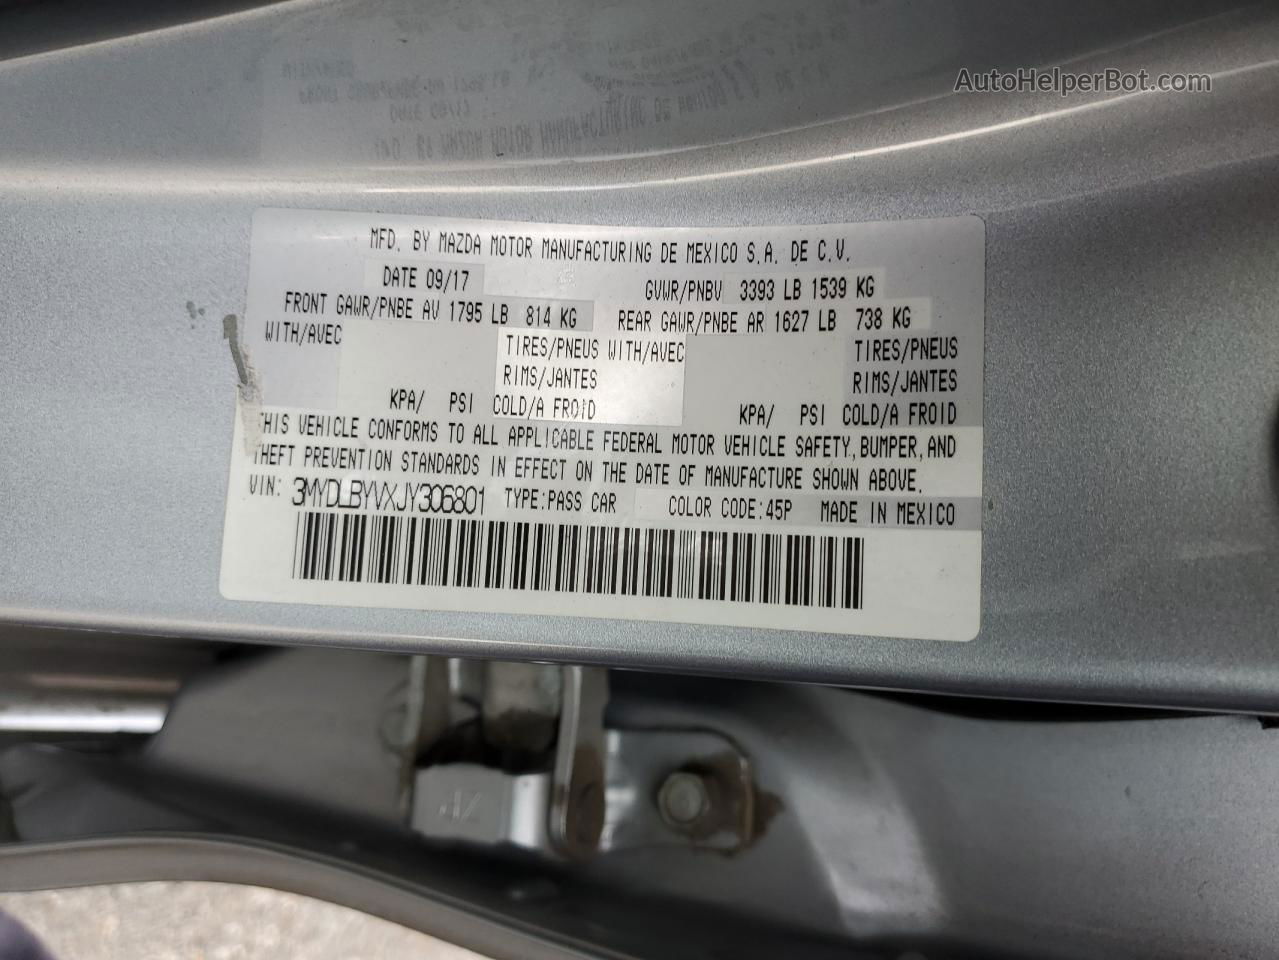 AutoHelperBot.com
MFD. BY MAZDA MOTOR MANUFACTURING DE MEXICO S.A. DE C.V.
DATE 09/17 GVWR/PNBV 3393 LB 1539 KG
FRONT GAWR/PNBE AV 1795 LB 814 KG REAR GAWR/PNBE AR 1627 LB 738 KG
WITH/AVEC TIRES/PNEUS WITH/AVEC TIRES/PNEUS
RIMS/JANTES RIMS/JANTES
KPA/ PSI COLD/A FROID KPA/ PSI COLD/A FROID
THIS VEHICLE CONFORMS TO ALL APPLICABLE FEDERAL MOTOR VEHICLE SAFETY, BUMPER, AND
THEFT PREVENTION STANDARDS IN EFFECT ON THE DATE OF MANUFACTURE SHOWN ABOVE.
VIN: 3MYDLBYVXJY306801 TYPE:PASS CAR COLOR CODE:45P MADE IN MEXICO